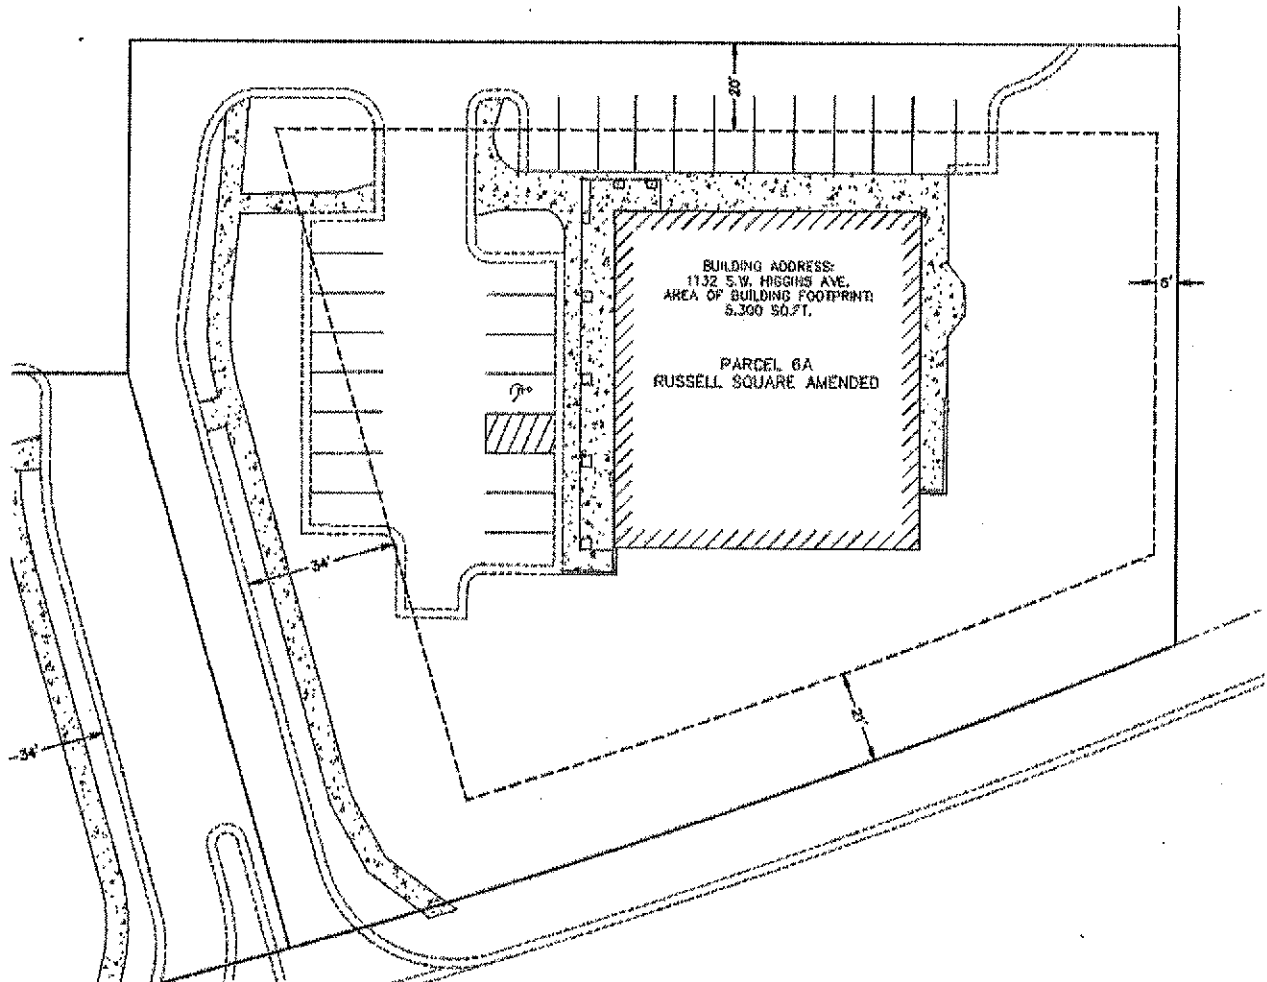 20'
BUILDING ADDRESS:
1132 S.W. HIGGINS AVE.
AREA OF BUILDING FOOTPRINT:
5,300 SQ.FT.
5'
PARCEL 6A
RUSSELL SQUARE AMENDED
34'
34'